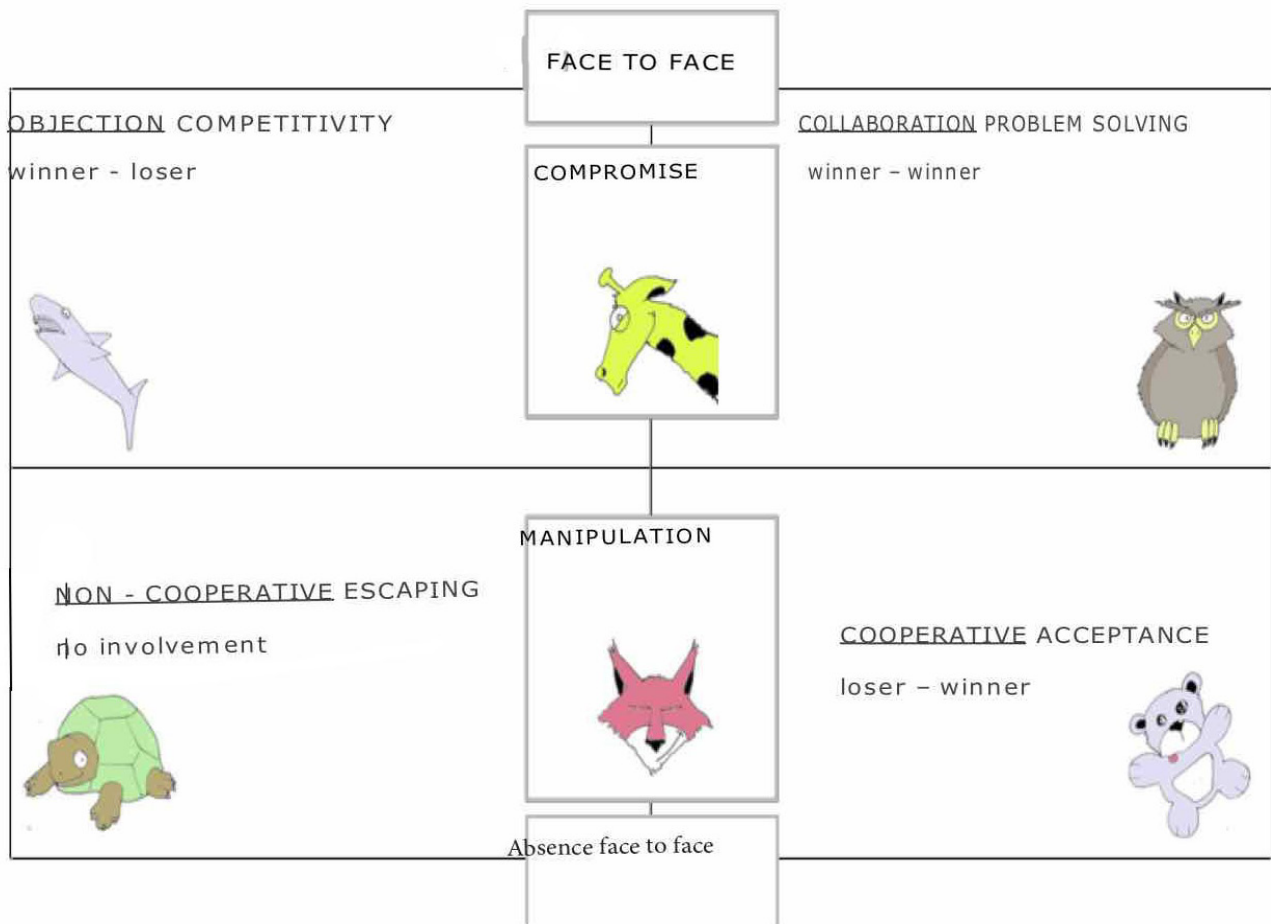 FACE TO FACE
OBJECTION COMPETITIVITY
winner - loser
COMPROMISE
COLLABORATION PROBLEM SOLVING
winner – winner
MANIPULATION
NON - COOPERATIVE ESCAPING
no involvement
COOPERATIVE ACCEPTANCE
loser – winner
Absence face to face